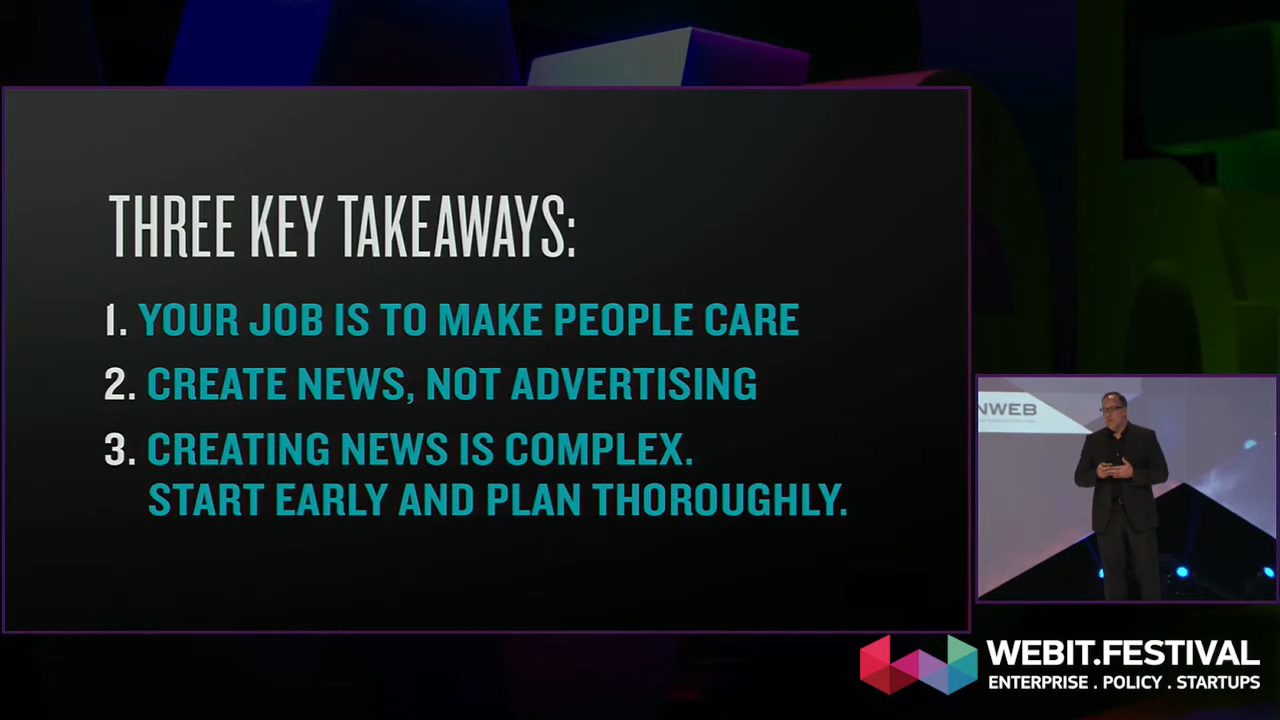 THREE KEY TAKEAWAYS:
1. YOUR JOB IS TO MAKE PEOPLE CARE
2. CREATE NEWS, NOT ADVERTISING
3. CREATING NEWS IS COMPLEX.
START EARLY AND PLAN THOROUGHLY.
NWEB
WEBIT.FESTIVAL
ENTERPRISE . POLICY . STARTUPS